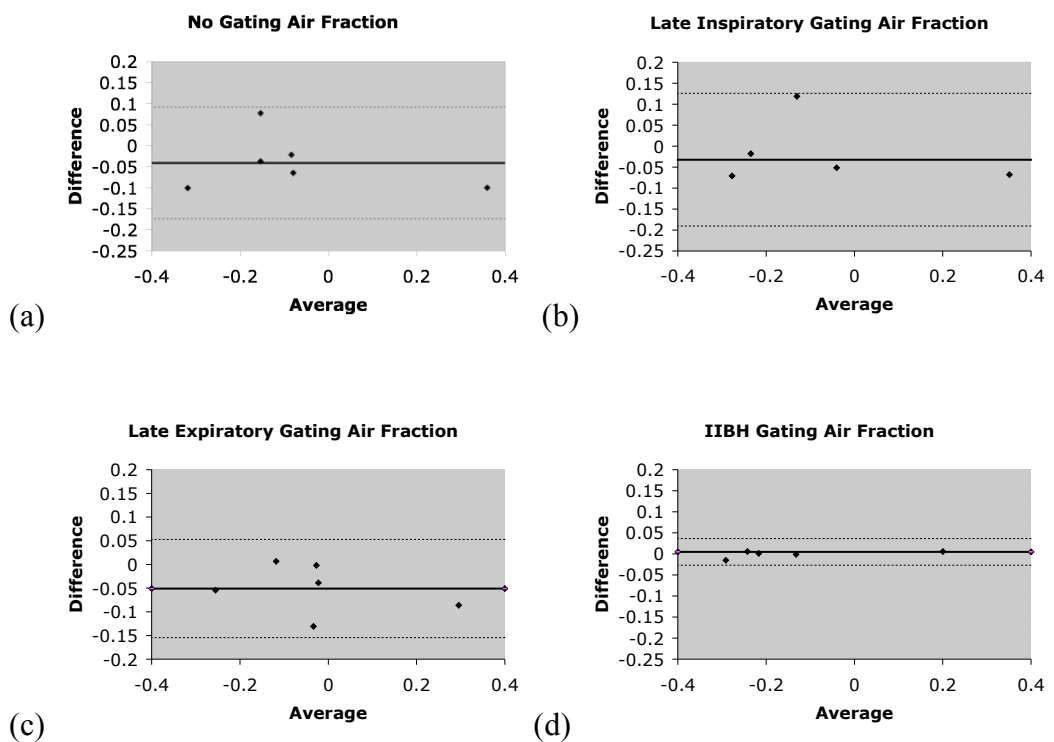 No Gating Air Fraction
0.2
0.15
0.1
0.05
0
-0.05
-0.1
-0.15
-0.2
-0.25
Difference
-0.4 -0.2 0 0.2 0.4
Average
(a)
Late Inspiratory Gating Air Fraction
0.2
0.15
0.1
0.05
0
-0.05
-0.1
-0.15
-0.2
-0.25
Difference
-0.4 -0.2 0 0.2 0.4
Average
(b)
Late Expiratory Gating Air Fraction
0.2
0.15
0.1
0.05
0
-0.05
-0.1
-0.15
-0.2
Difference
-0.4 -0.2 0 0.2 0.4
Average
(c)
IIBH Gating Air Fraction
0.2
0.15
0.1
0.05
0
-0.05
-0.1
-0.15
-0.2
-0.25
Difference
-0.4 -0.2 0 0.2 0.4
Average
(d)